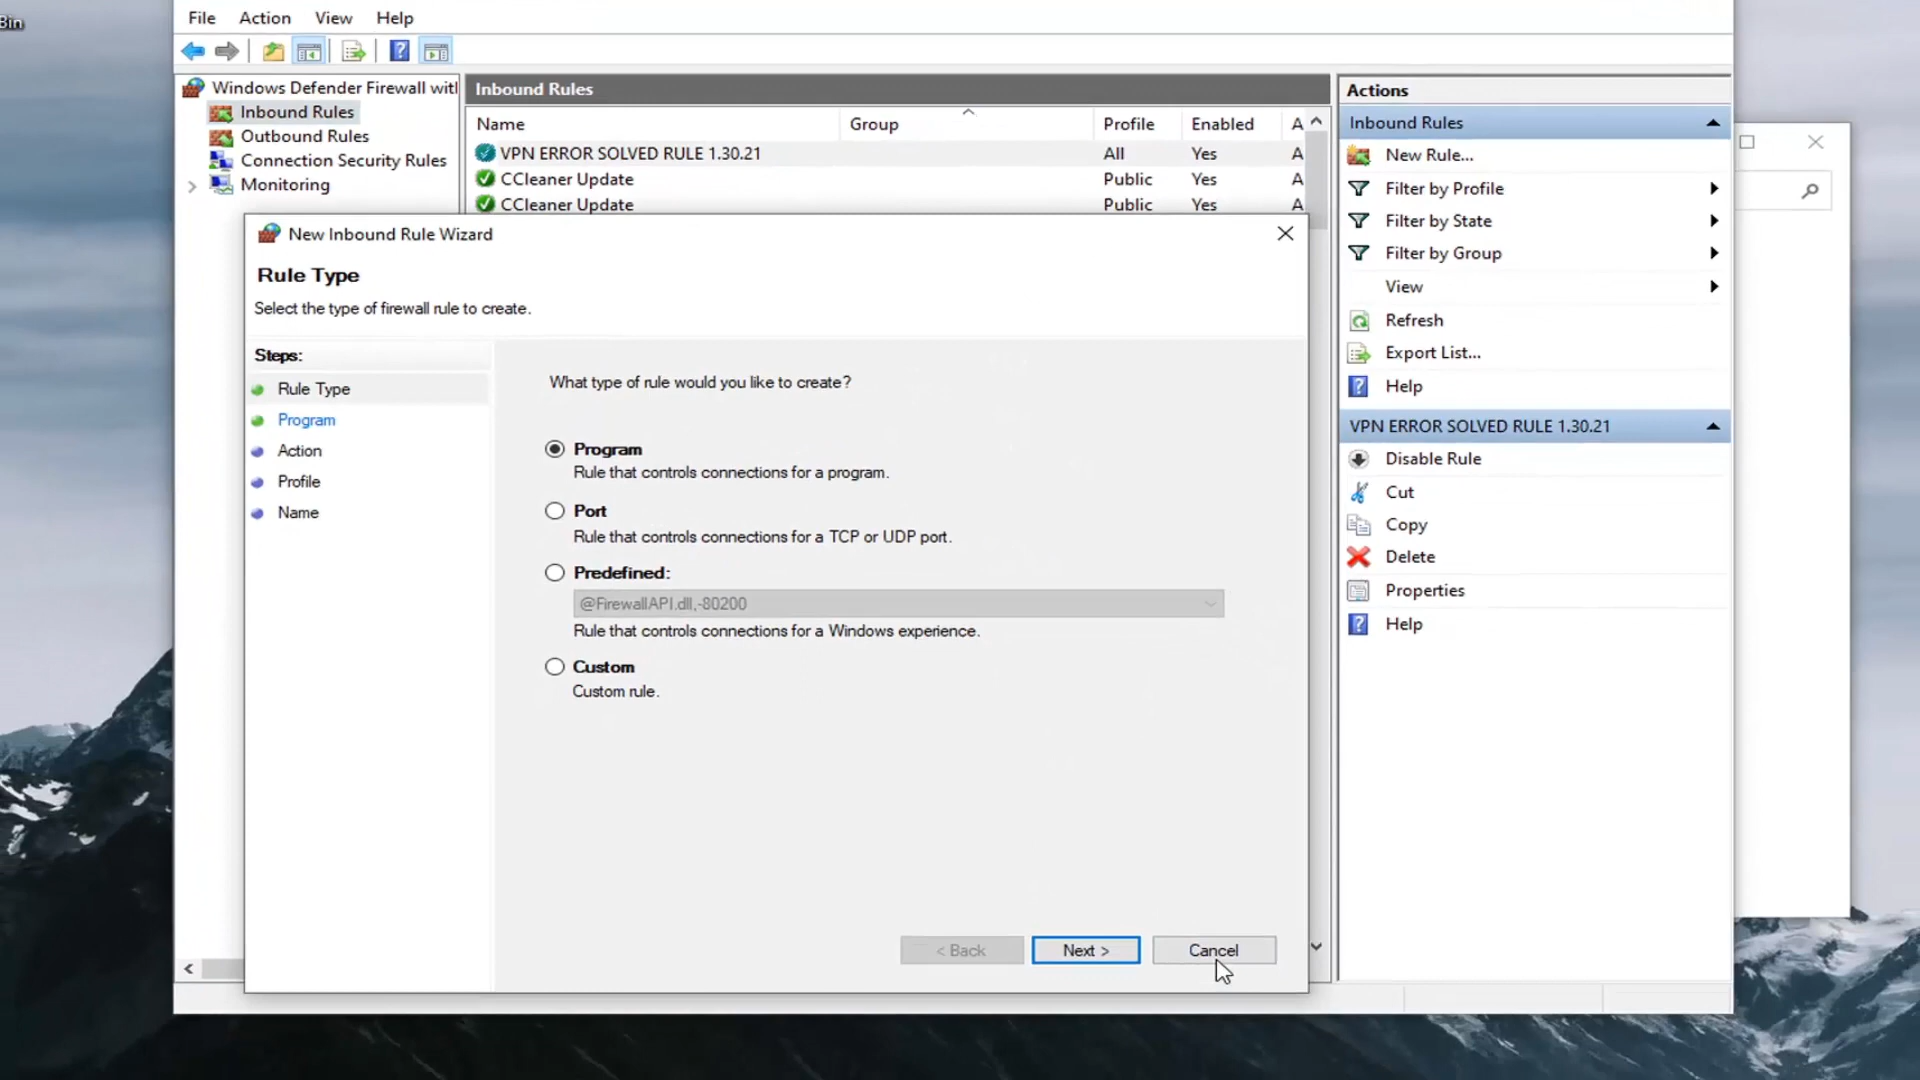 Bin
File Action View Help
Windows Defender Firewall with
Inbound Rules
Outbound Rules
Connection Security Rules
Monitoring
Inbound Rules
Name Group Profile Enabled A
VPN ERROR SOLVED RULE 1.30.21 All Yes A
CCleaner Update Public Yes A
CCleaner Update Public Yes A
Actions
Inbound Rules
New Rule...
Filter by Profile
Filter by State
Filter by Group
View
Refresh
Export List...
Help
VPN ERROR SOLVED RULE 1.30.21
Disable Rule
Cut
Copy
Delete
Properties
Help
New Inbound Rule Wizard
Rule Type
Select the type of firewall rule to create.
Steps:
Rule Type
Program
Action
Profile
Name
What type of rule would you like to create?
Program
Rule that controls connections for a program.
Port
Rule that controls connections for a TCP or UDP port.
Predefined:
@FirewallAPI.dll,-80200
Rule that controls connections for a Windows experience.
Custom
Custom rule.
< Back Next > Cancel